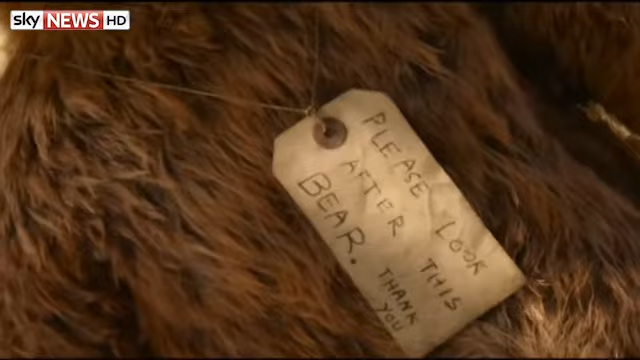 sky NEWS HD
PLEASE LOOK
AFTER THIS
BEAR. THANK
YOU